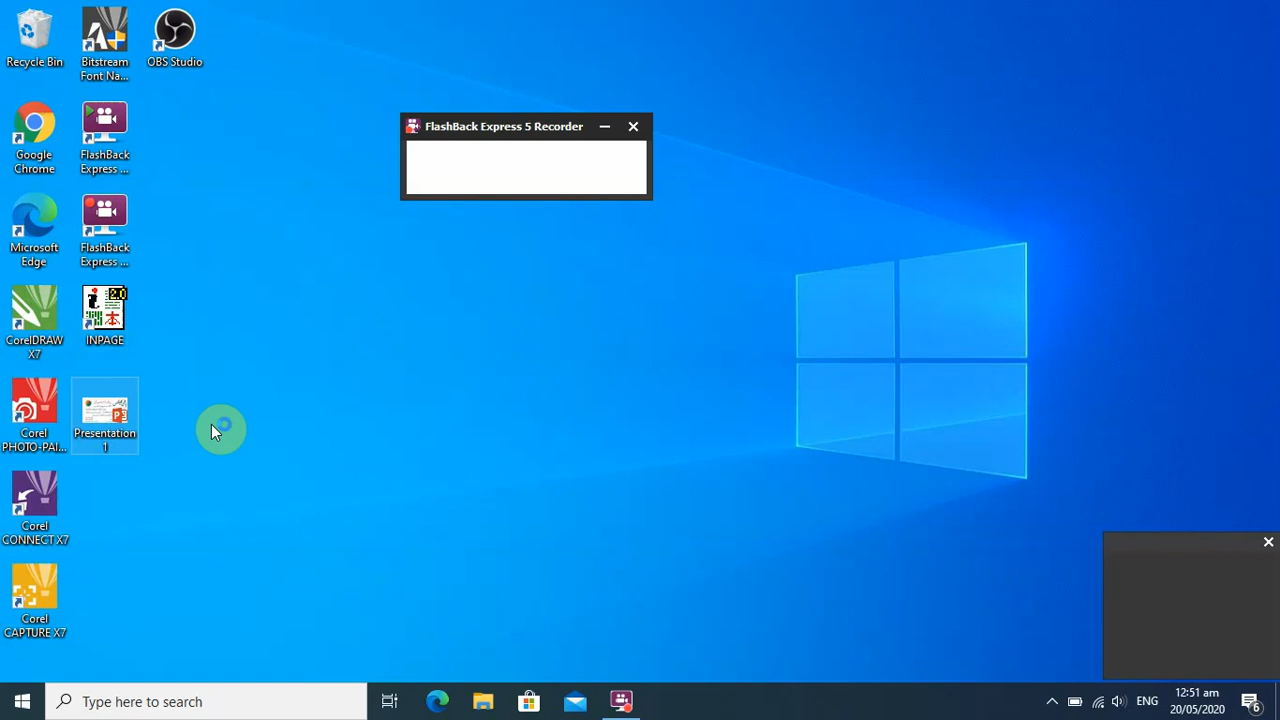 Recycle Bin
Bitstream
Font Na...
OBS Studio
FlashBack Express 5 Recorder
Google
Chrome
FlashBack
Express ...
Microsoft
Edge
FlashBack
Express ...
CorelDRAW
X7
2.0
INPAGE
Corel
PHOTO-PAI...
Presentation
1
Corel
CONNECT X7
Corel
CAPTURE X7
Type here to search
ENG
12:51 am
20/05/2020
6